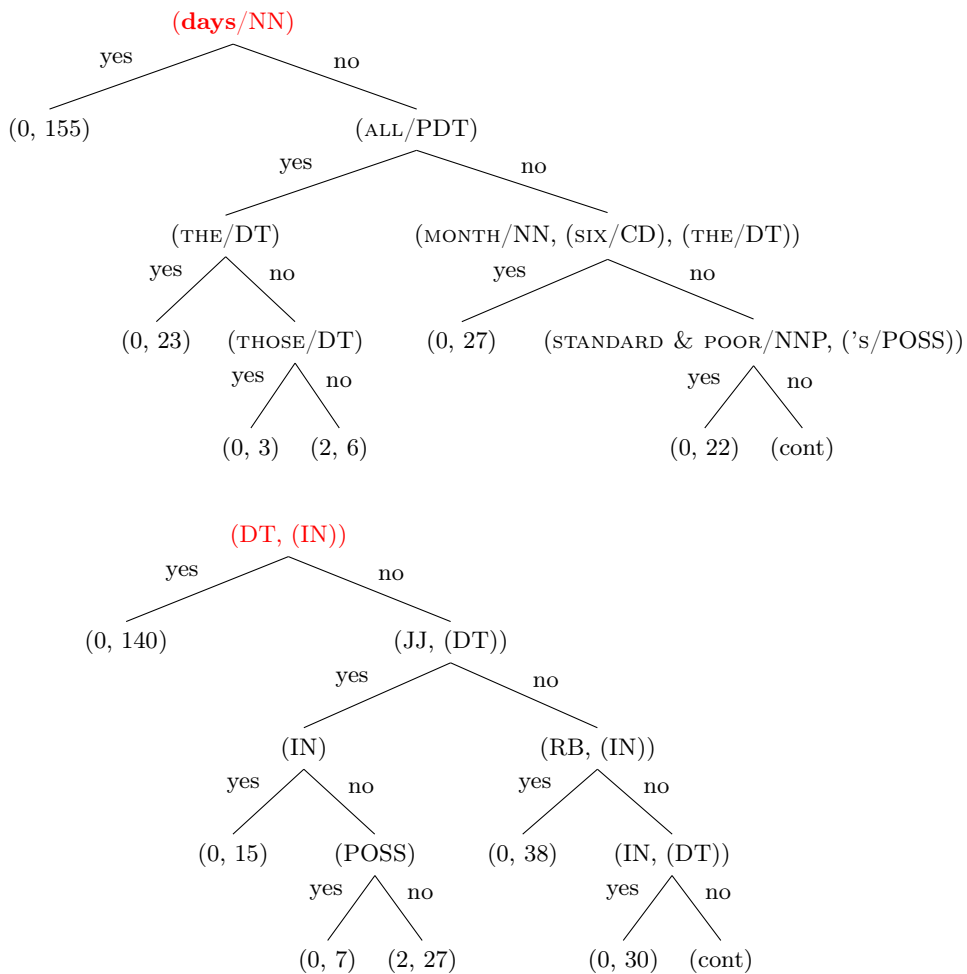 (days/NN)
yes no
(0, 155) (ALL/PDT)
yes no
(THE/DT) (MONTH/NN, (SIX/CD), (THE/DT))
yes no yes no
(0, 23) (THOSE/DT) (0, 27) (STANDARD & POOR/NNP, ('S/POSS))
yes no yes no
(0, 3) (2, 6) (0, 22) (cont)
(DT, (IN))
yes no
(0, 140) (JJ, (DT))
yes no
(IN) (RB, (IN))
yes no yes no
(0, 15) (POSS) (0, 38) (IN, (DT))
yes no yes no
(0, 7) (2, 27) (0, 30) (cont)